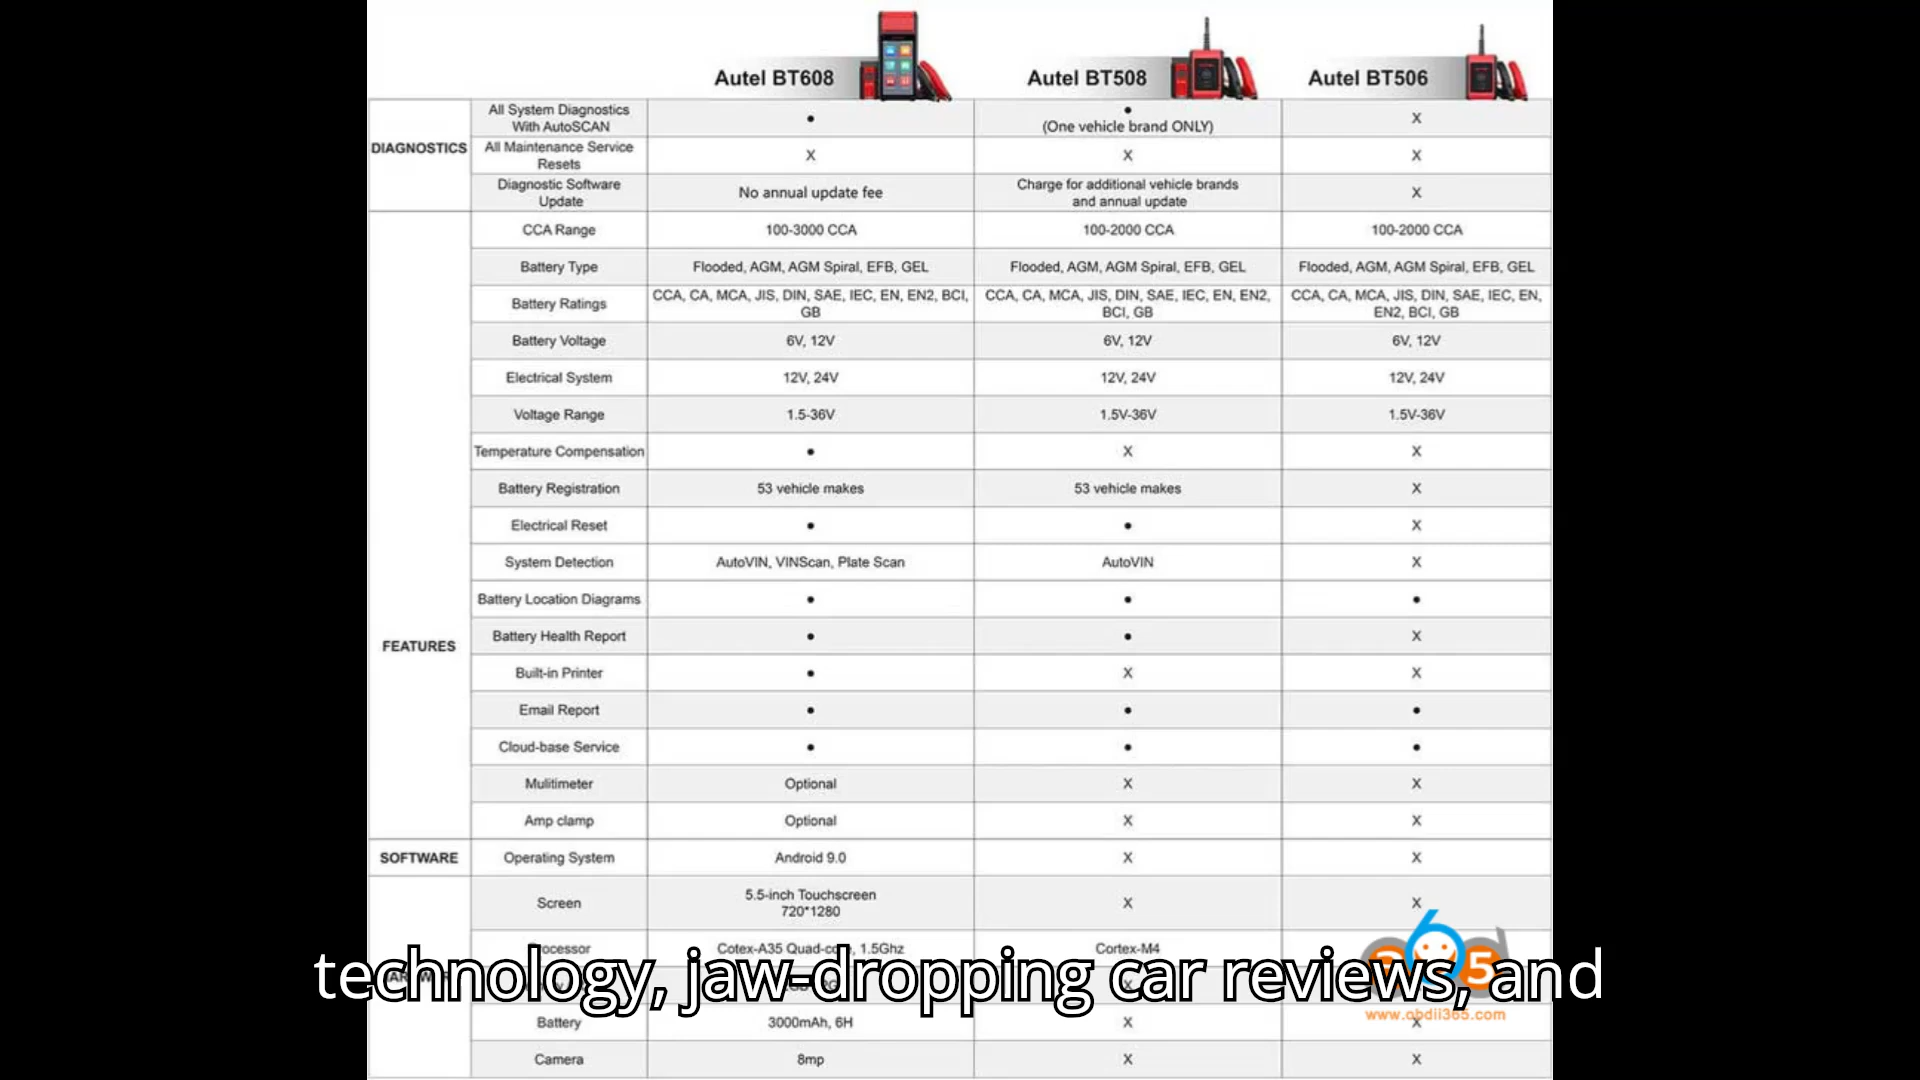 Autel BT608 Autel BT508 Autel BT506
DIAGNOSTICS
All System Diagnostics
With AutoSCAN
● ● X
(One vehicle brand ONLY)
All Maintenance Service
Resets
X X X
Diagnostic Software
Update
No annual update fee
Charge for additional vehicle brands
and annual update
X
FEATURES
CCA Range 100-3000 CCA 100-2000 CCA 100-2000 CCA
Battery Type Flooded, AGM, AGM Spiral, EFB, GEL Flooded, AGM, AGM Spiral, EFB, GEL Flooded, AGM, AGM Spiral, EFB, GEL
Battery Ratings
CCA, CA, MCA, JIS, DIN, SAE, IEC, EN, EN2, BCI,
GB
CCA, CA, MCA, JIS, DIN, SAE, IEC, EN, EN2,
BCI, GB
CCA, CA, MCA, JIS, DIN, SAE, IEC, EN,
EN2, BCI, GB
Battery Voltage 6V, 12V 6V, 12V 6V, 12V
Electrical System 12V, 24V 12V, 24V 12V, 24V
Voltage Range 1.5-36V 1.5V-36V 1.5V-36V
Temperature Compensation ● X X
Battery Registration 53 vehicle makes 53 vehicle makes X
Electrical Reset ● ● X
System Detection AutoVIN, VINScan, Plate Scan AutoVIN X
Battery Location Diagrams ● ● ●
Battery Health Report ● ● X
Built-in Printer ● X X
Email Report ● ● ●
Cloud-base Service ● ● ●
Mulitimeter Optional X X
Amp clamp Optional X X
SOFTWARE Operating System Android 9.0 X X
Screen
5.5-inch Touchscreen
720*1280
X X
Cotex-A35 1.5Ghz Cortex-M4
technology, jaw-dropping car reviews, and
www.obdii365.com
Battery 3000mAh, 6H X X
Camera 8mp X X